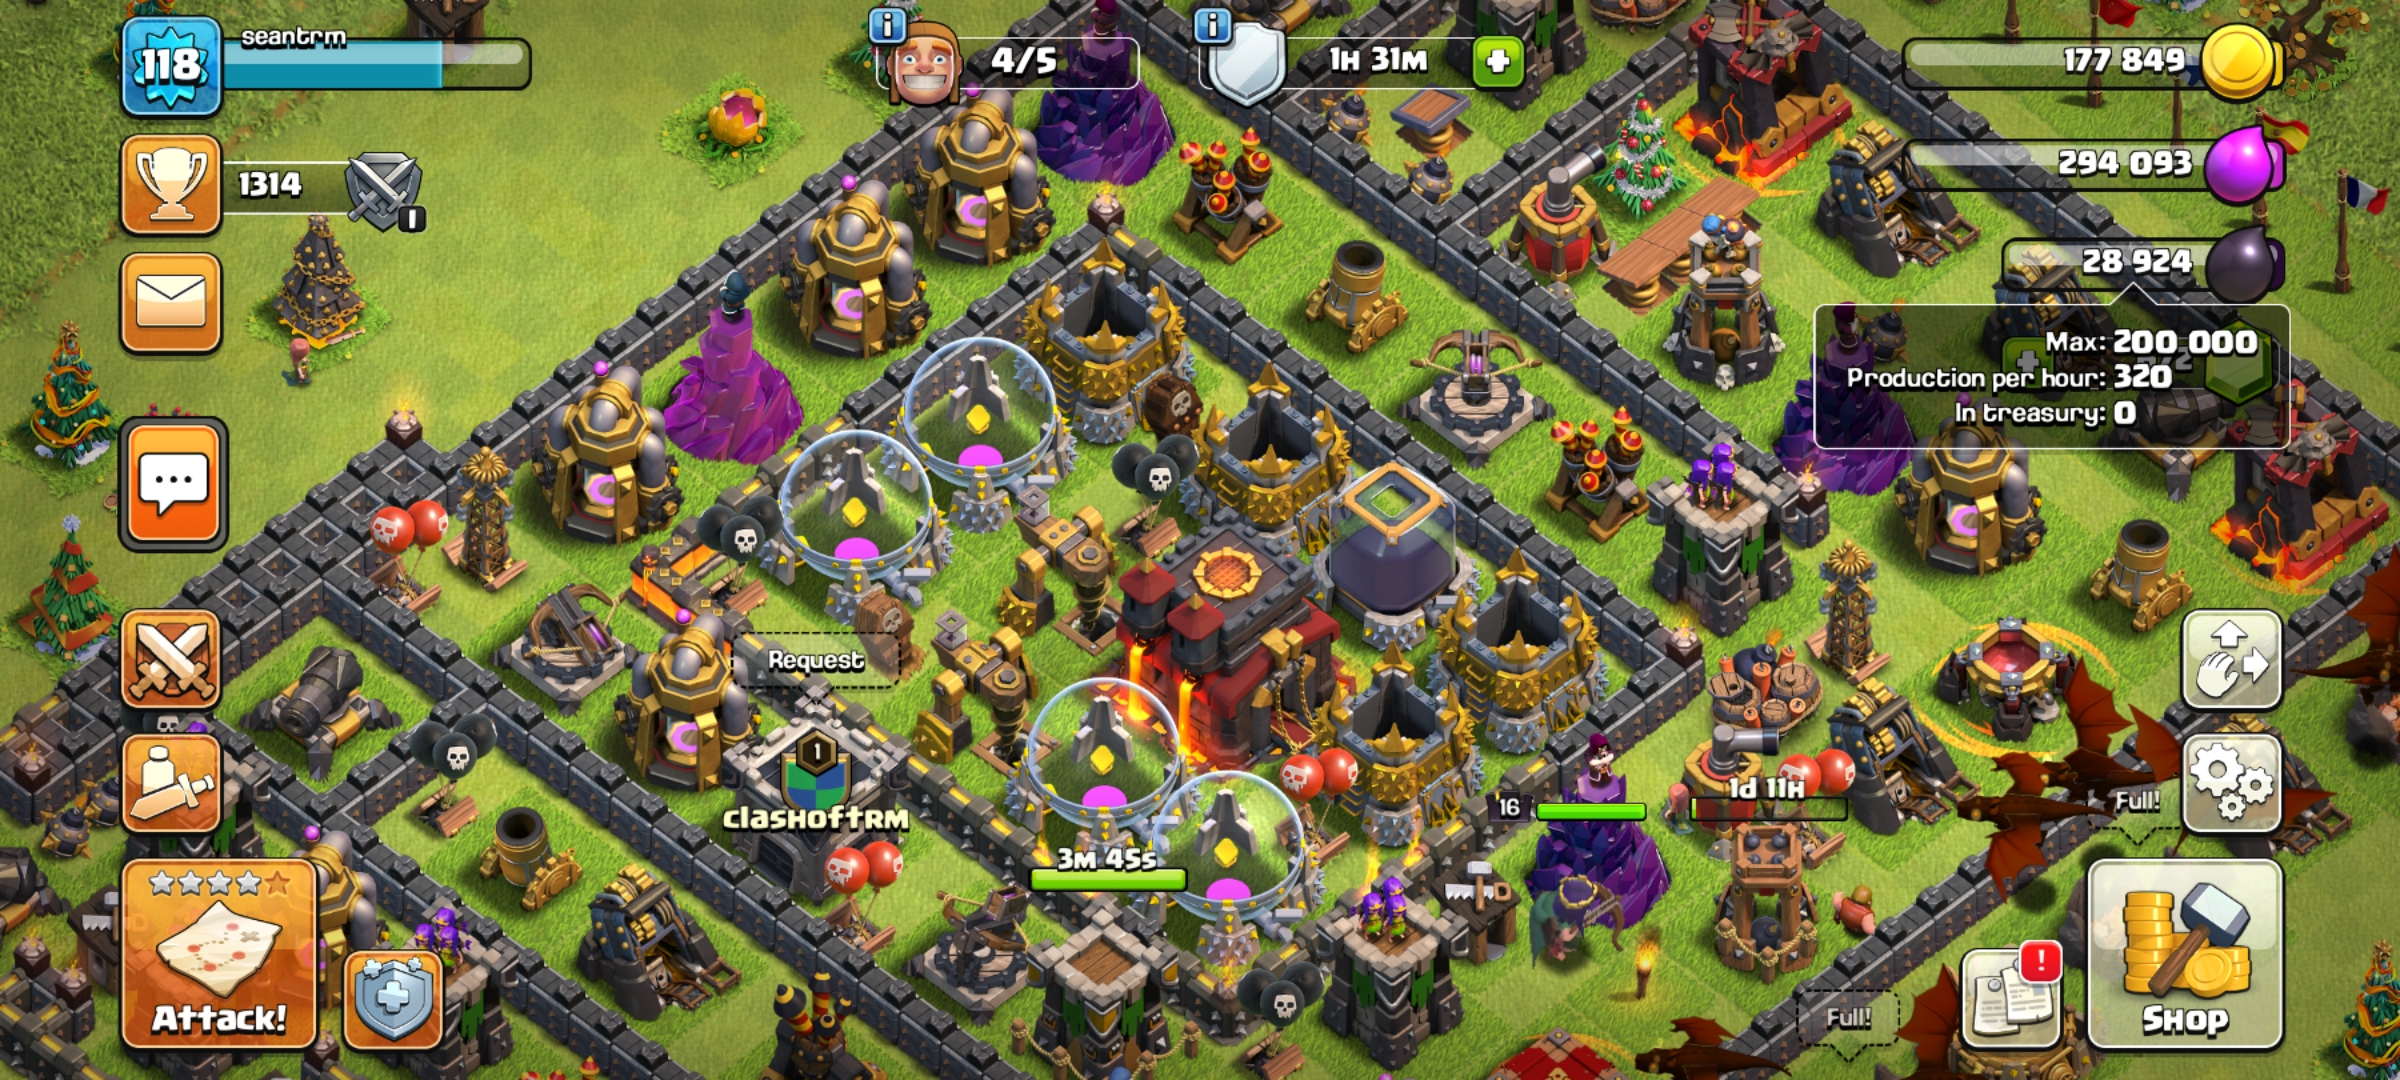 118
seantrm
4/5
1H 31M
177 849
1314
I
294 093
28 924
Max: 200 000
Production per hour: 320
In treasury: 0
Request
1
clashoftRM
1d 11H
16
Full!
3M 45s
Attack!
Full!
!
Shop